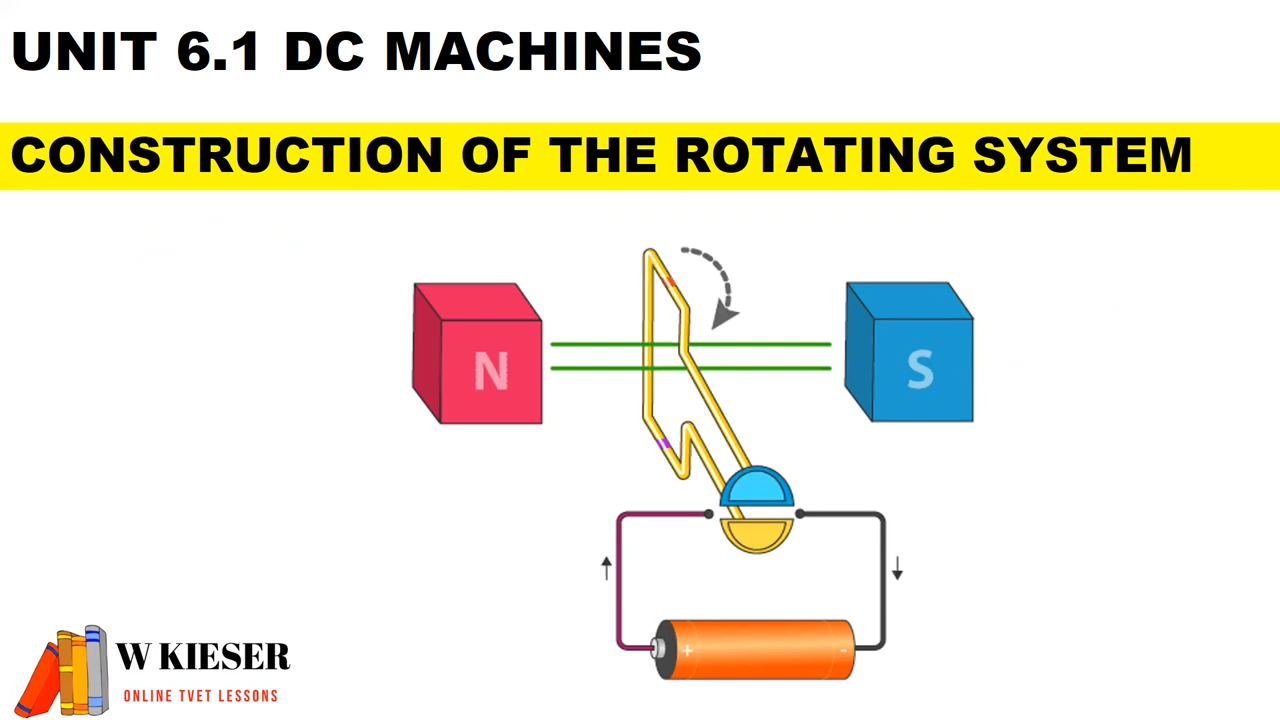 UNIT 6.1 DC MACHINES
CONSTRUCTION OF THE ROTATING SYSTEM
N
S
+ -
W KIESER
ONLINE TVET LESSONS